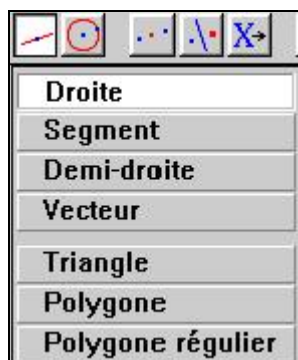 X
Droite
Segment
Demi-droite
Vecteur
Triangle
Polygone
Polygone régulier